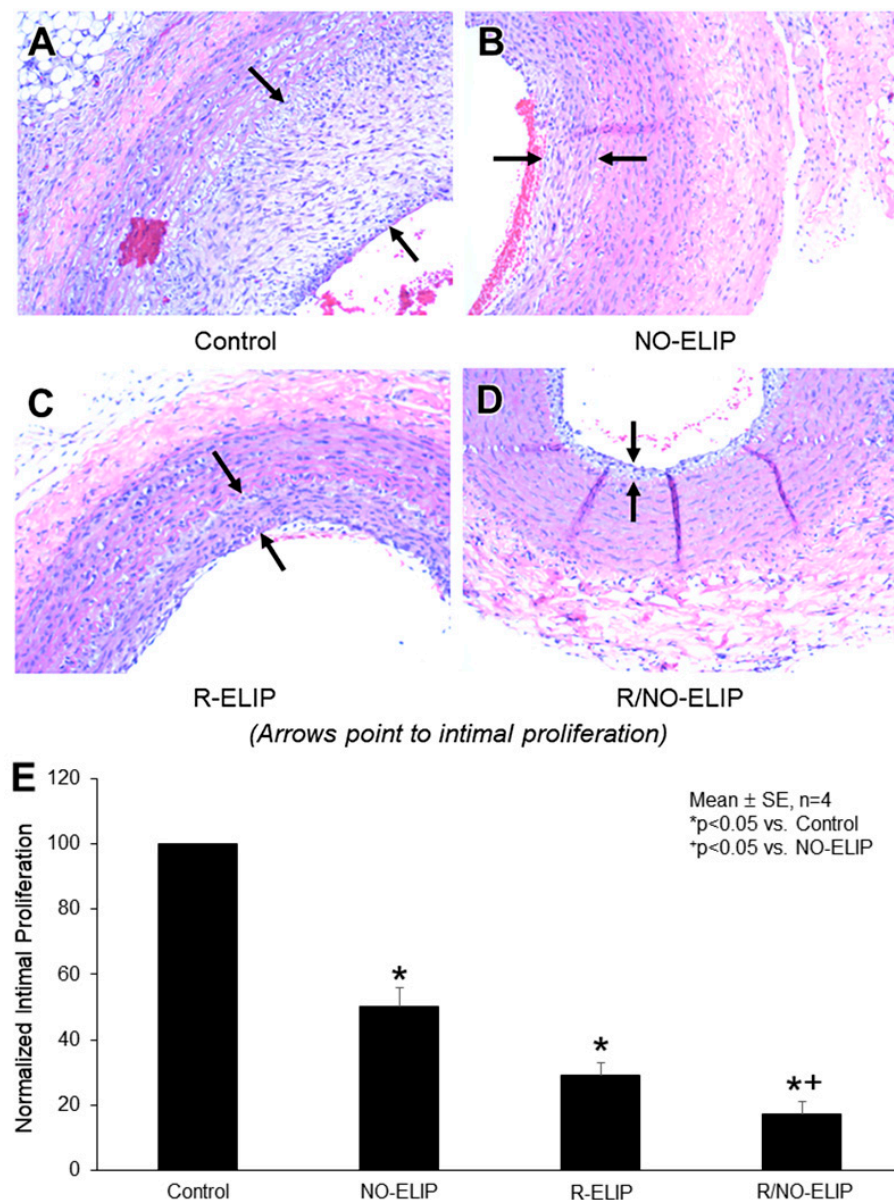 A
B
Control
NO-ELIP
C
D
R-ELIP
R/NO-ELIP
(Arrows point to intimal proliferation)
E
Normalized Intimal Proliferation
120
100
80
60
40
20
0
Mean ± SE, n=4
*p<0.05 vs. Control
+p<0.05 vs. NO-ELIP
*
*
*+
Control
NO-ELIP
R-ELIP
R/NO-ELIP